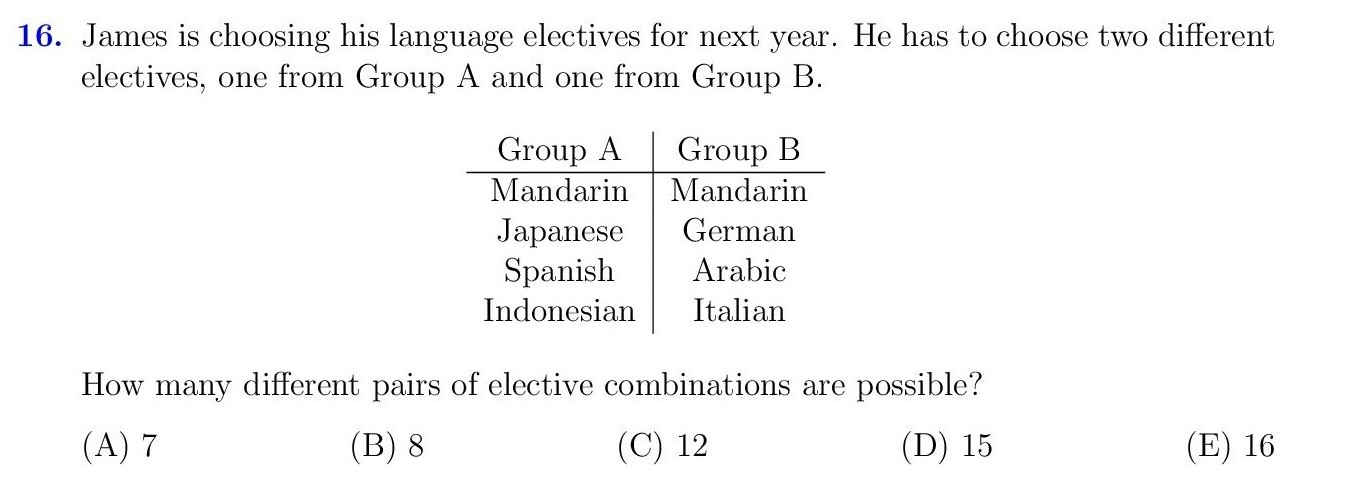 16. James is choosing his language electives for next year. He has to choose two different
electives, one from Group A and one from Group B.
Group A Group B
Mandarin Mandarin
Japanese German
Spanish Arabic
Indonesian Italian
How many different pairs of elective combinations are possible?
(A) 7 (B) 8 (C) 12 (D) 15 (E) 16